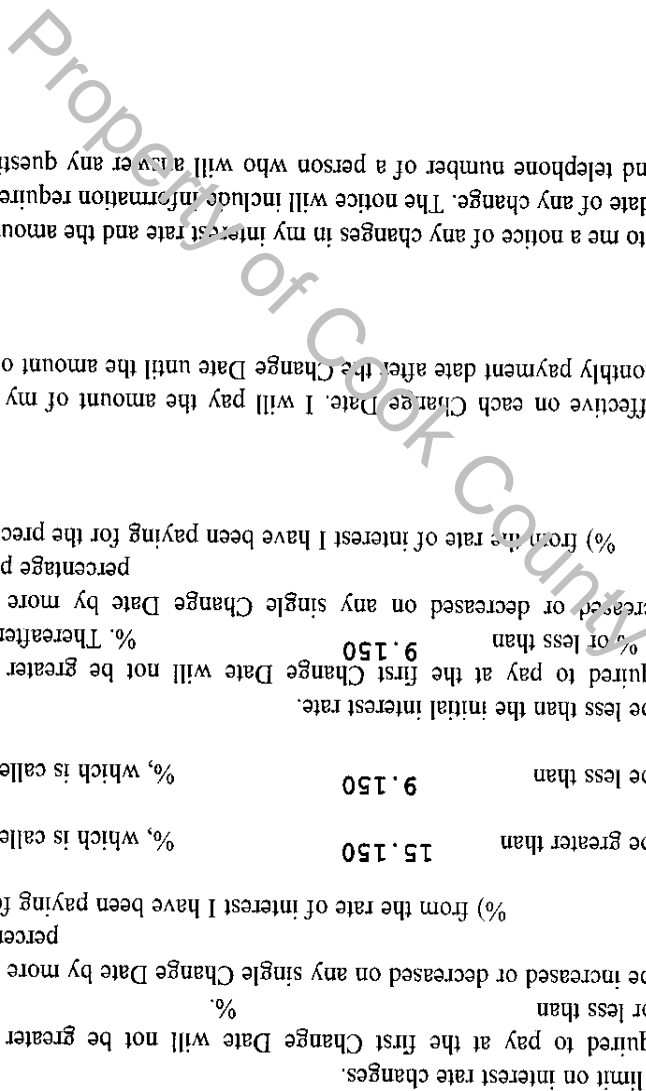 limit on interest rate changes.
quired to pay at the first Change Date will not be greater
or less than %.
be increased or decreased on any single Change Date by more
percen
%) from the rate of interest I have been paying fo
be greater than 15.150 %, which is calle
be less than 9.150 %, which is calle
be less than the initial interest rate.
quired to pay at the first Change Date will not be greater
% or less than 9.150 %. Thereafter
creased or decreased on any single Change Date by more
percentage p
%) from the rate of interest I have been paying for the prec
ffective on each Change Date. I will pay the amount of my
onthly payment date after the Change Date until the amount o
to me a notice of any changes in my interest rate and the amou
date of any change. The notice will include information require
nd telephone number of a person who will answer any questi
Property of Cook County